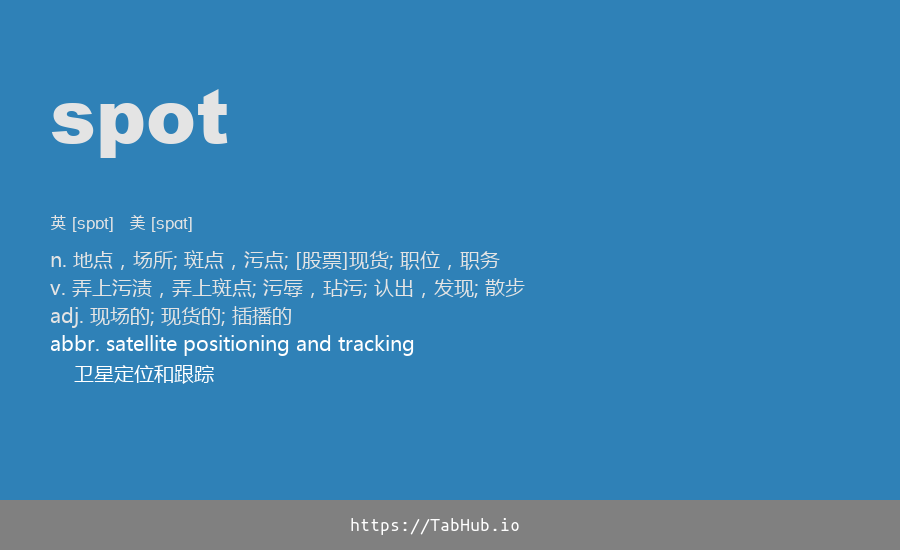 spot
英 [spɒt] 美 [spɑt]
n. 地点，场所; 斑点，污点; [股票]现货; 职位，职务
v. 弄上污渍，弄上斑点; 污辱，玷污; 认出，发现; 散步
adj. 现场的; 现货的; 插播的
abbr. satellite positioning and tracking
卫星定位和跟踪
https://TabHub.io